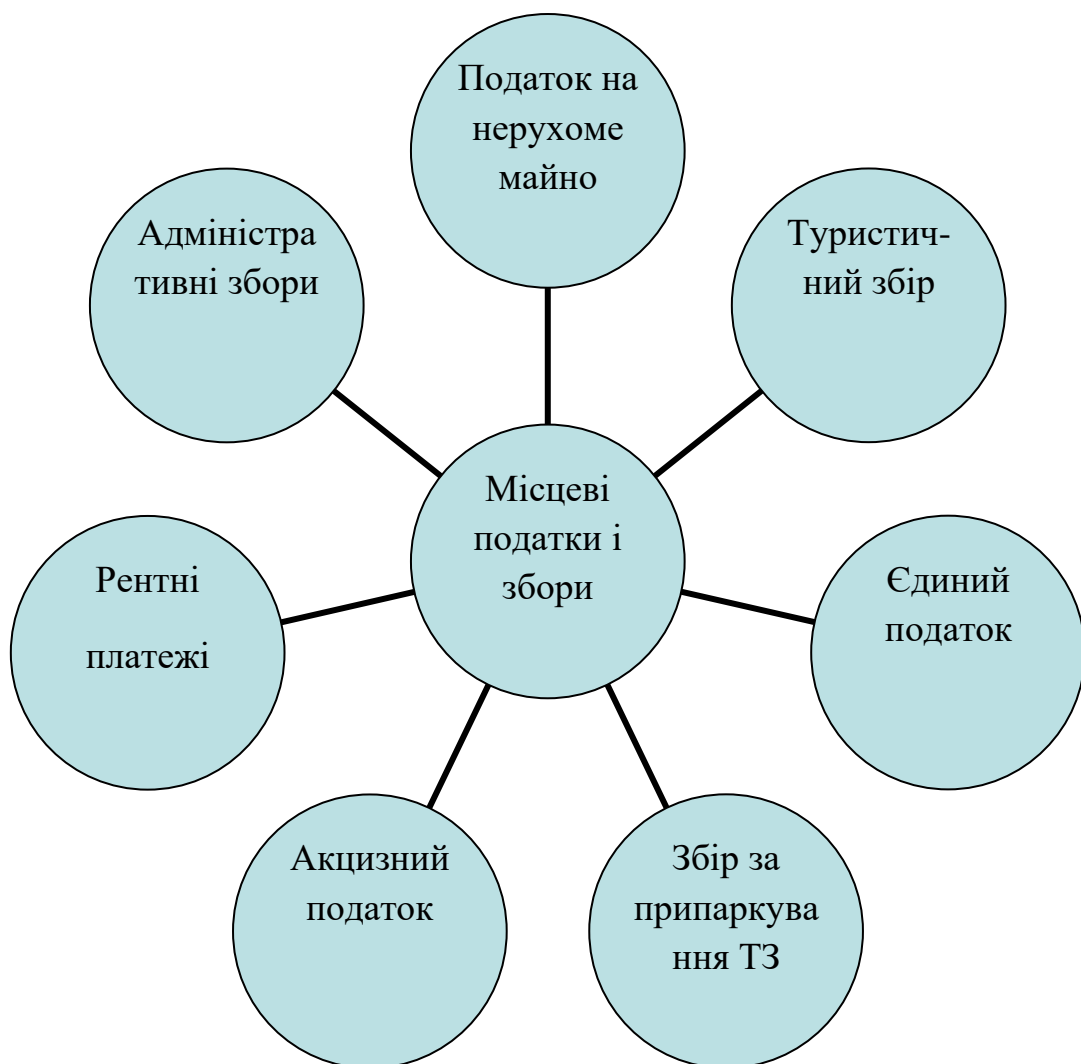 Податок на
нерухоме
майно
Адміністра
тивні збори
Туристич-
ний збір
Місцеві
податки і
збори
Рентні
платежі
Єдиний
податок
Акцизний
податок
Збір за
припаркува
ння ТЗ